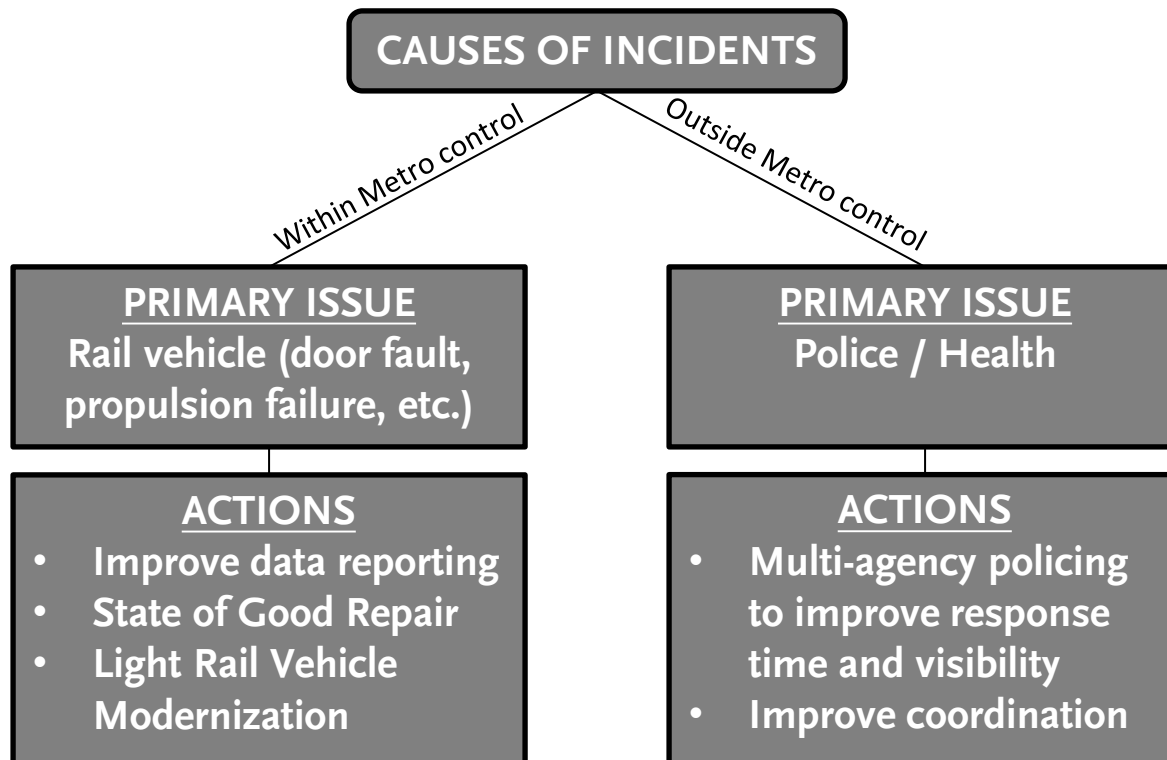 CAUSES OF INCIDENTS
Within Metro control
Outside Metro control
PRIMARY ISSUE
Rail vehicle (door fault,
propulsion failure, etc.)
PRIMARY ISSUE
Police / Health
ACTIONS
• Improve data reporting
• State of Good Repair
• Light Rail Vehicle
Modernization
ACTIONS
• Multi-agency policing
to improve response
time and visibility
• Improve coordination